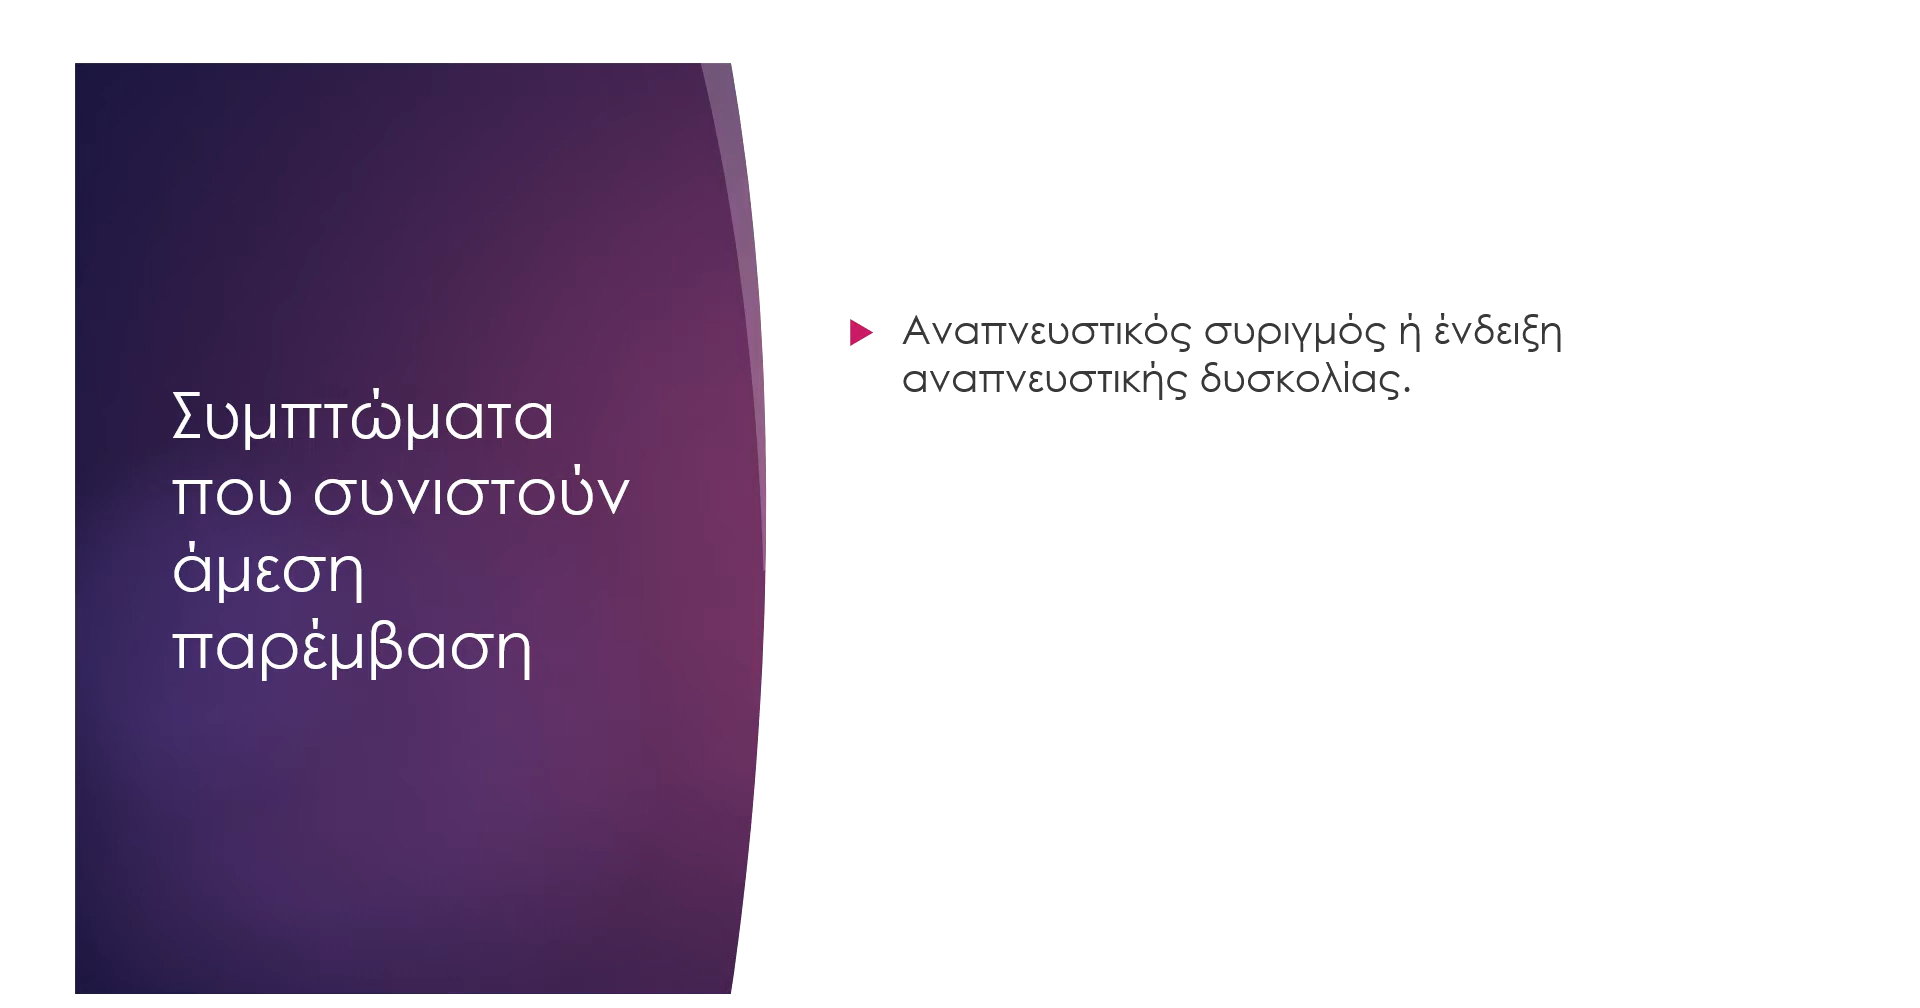 Συμπτώματα
που συνιστούν
άμεση
παρέμβαση
Αναπνευστικός συριγμός ή ένδειξη
αναπνευστικής δυσκολίας.